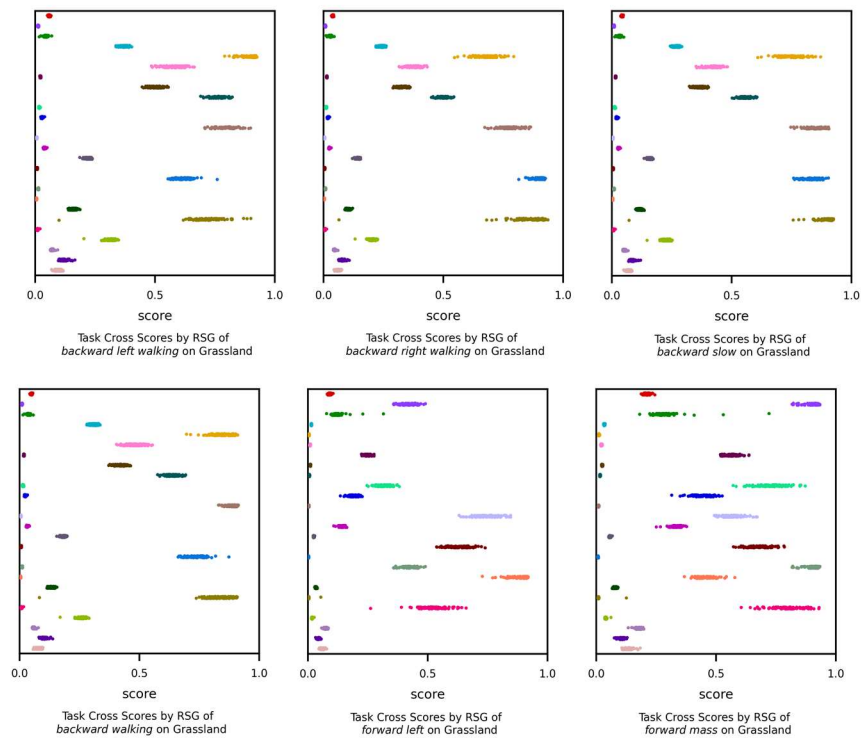 0.0 0.5 1.0 0.0 0.5 1.0 0.0 0.5 1.0
score score score
Task Cross Scores by RSG of
backward left walking on Grassland
Task Cross Scores by RSG of
backward right walking on Grassland
Task Cross Scores by RSG of
backward slow on Grassland
0.0 0.5 1.0 0.0 0.5 1.0 0.0 0.5 1.0
score score score
Task Cross Scores by RSG of
backward walking on Grassland
Task Cross Scores by RSG of
forward left on Grassland
Task Cross Scores by RSG of
forward mass on Grassland